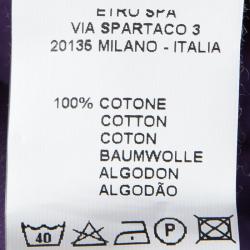 ETRO SPA
VIA SPARTACO 3
20135 MILANO - ITALIA
100% COTONE
COTTON
COTON
BAUMWOLLE
ALGODON
ALGODÃO
40 P